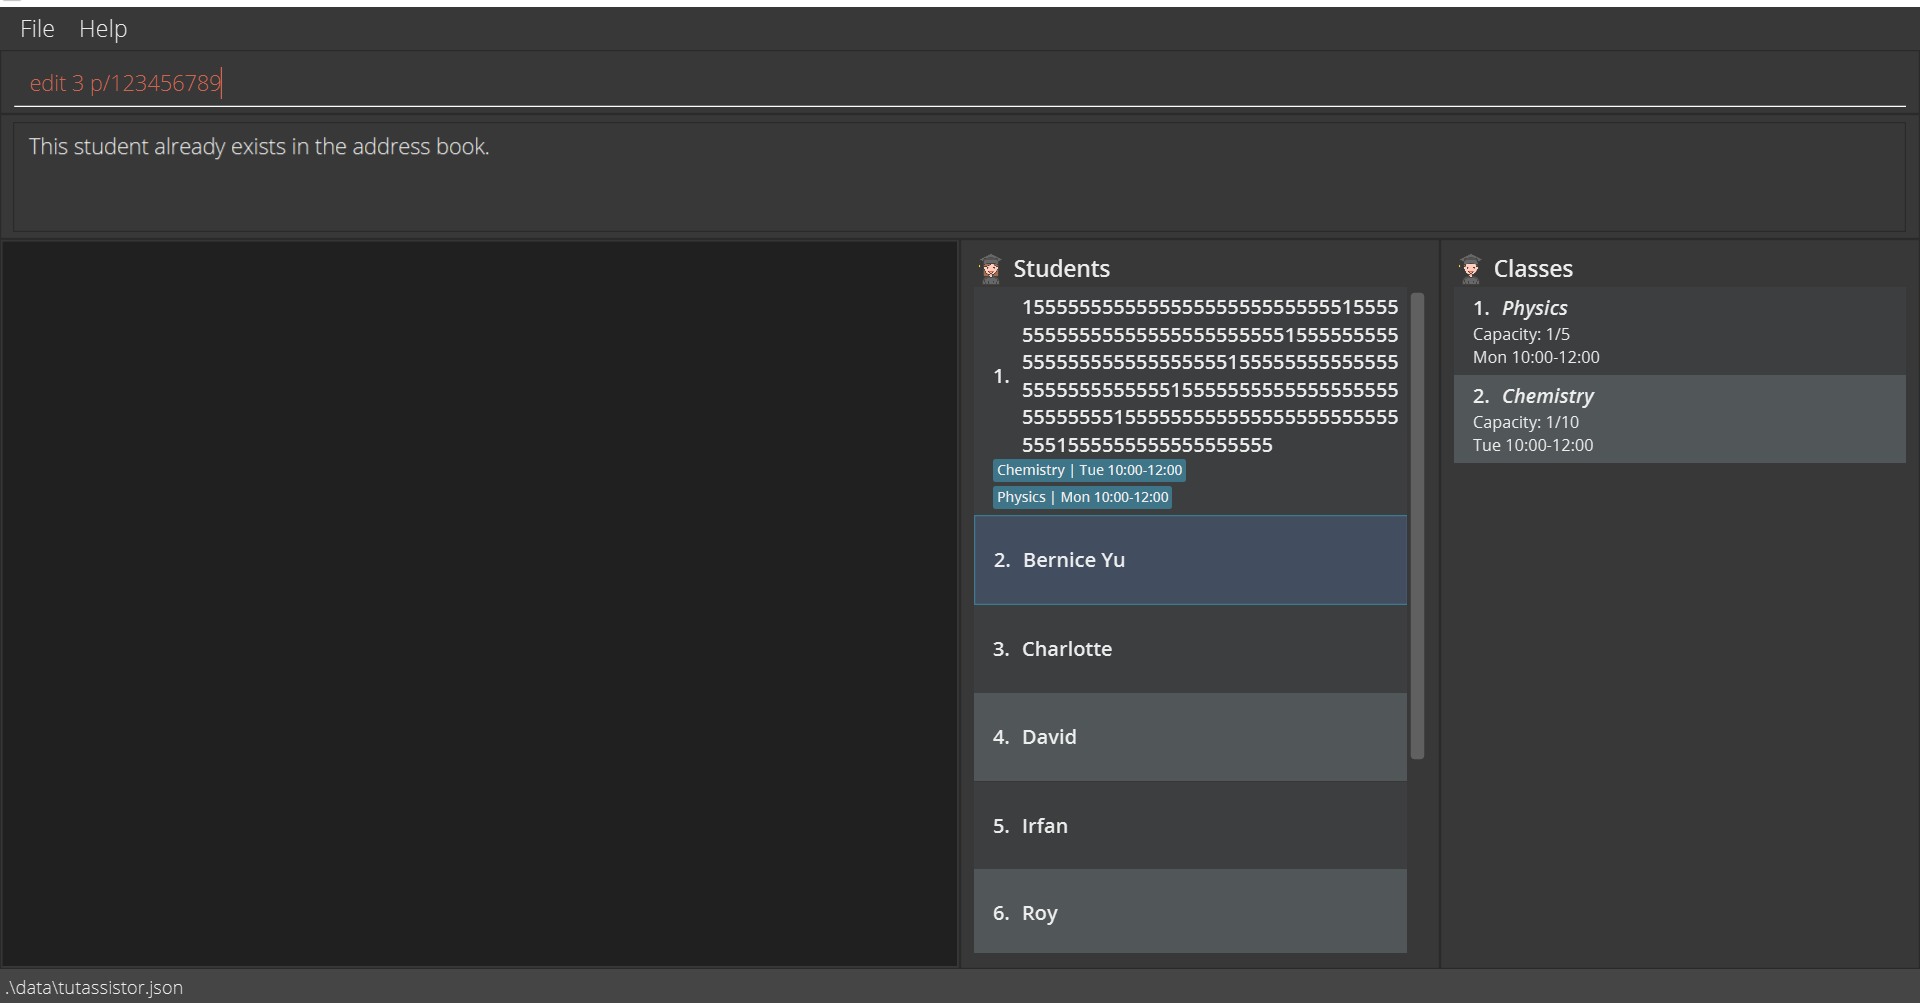 File Help
edit 3 p/123456789
This student already exists in the address book.
Students
1.
155555555555555555555555555515555
555555555555555555555551555555555
555555555555555555155555555555555
555555555555515555555555555555555
555555551555555555555555555555555
5551555555555555555555
Chemistry | Tue 10:00-12:00
Physics | Mon 10:00-12:00
2. Bernice Yu
3. Charlotte
4. David
5. Irfan
6. Roy
Classes
1. Physics
Capacity: 1/5
Mon 10:00-12:00
2. Chemistry
Capacity: 1/10
Tue 10:00-12:00
.\data\tutassistor.json